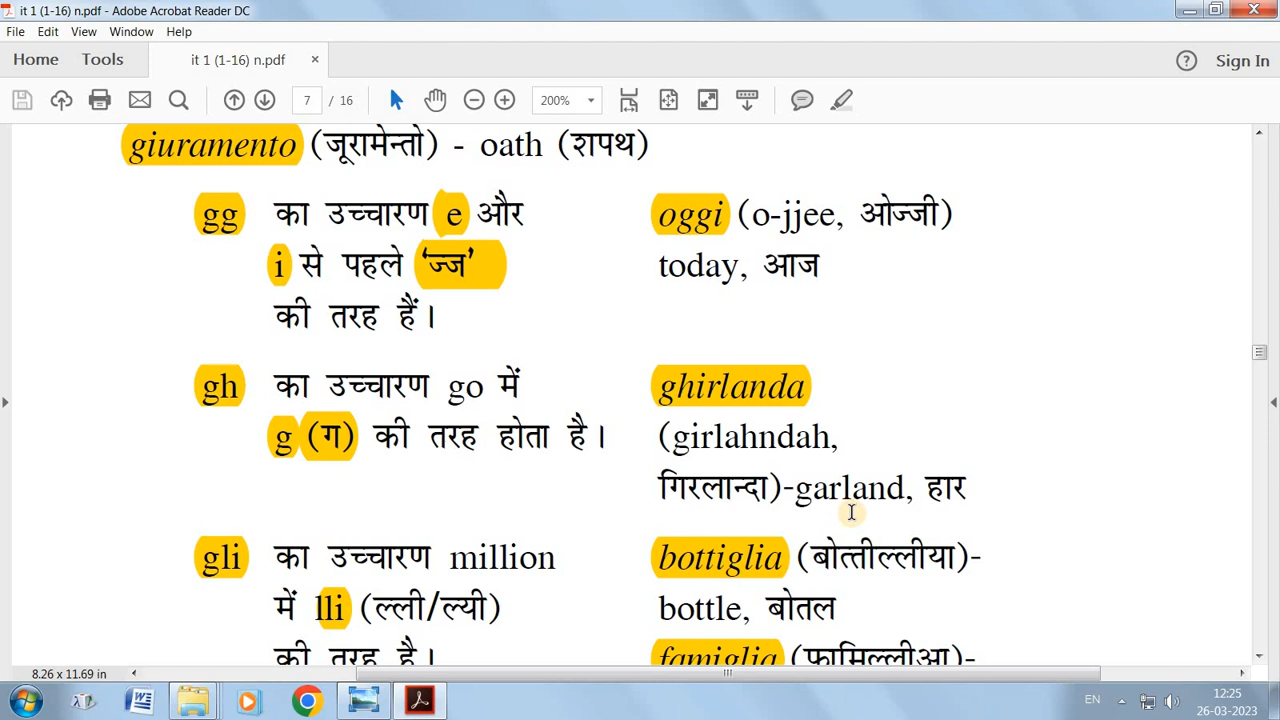 it 1 (1-16) n.pdf - Adobe Acrobat Reader DC
File Edit View Window Help
Home Tools it 1 (1-16) n.pdf × Sign In
7 / 16 200%
giuramento (जूरामेन्तो) - oath (शपथ)
gg का उच्चारण e और oggi (o-jjee, ओज्जी)
i से पहले ‘ज्ज’ today, आज
की तरह हैं।
gh का उच्चारण go में ghirlanda
g (ग) की तरह होता है। (girlahndah,
गिरलान्दा)-garland, हार
gli का उच्चारण million bottiglia (बोत्तील्लीया)-
में lli (ल्ली/ल्यी) bottle, बोतल
की तरह है। famiglia (फामिल्लीआ)-
8.26 x 11.69 in
EN 12:25
26-03-2023